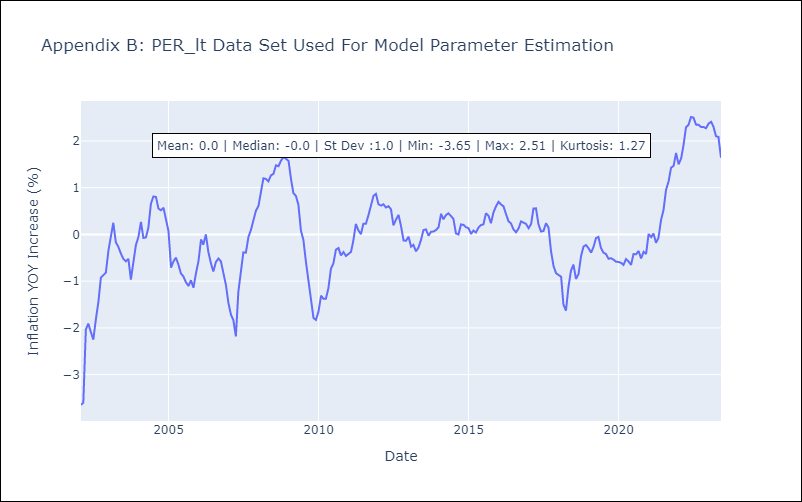 Appendix B: PER_lt Data Set Used For Model Parameter Estimation
Mean: 0.0 | Median: -0.0 | St Dev :1.0 | Min: -3.65 | Max: 2.51 | Kurtosis: 1.27
Inflation YOY Increase (%)
2
1
0
−1
−2
−3
2005
2010
2015
2020
Date